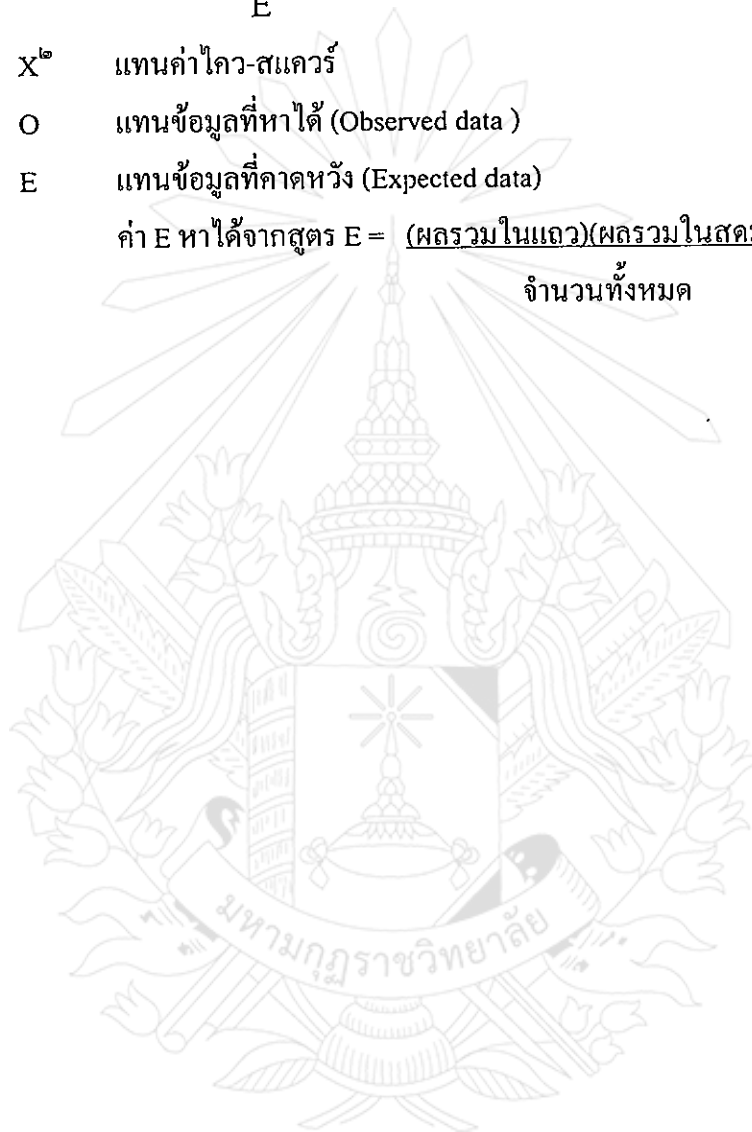 E
X๒ แทนค่าไคว-สแควร์
O แทนข้อมูลที่หาได้ (Observed data )
E แทนข้อมูลที่คาดหวัง (Expected data)
ค่า E หาได้จากสูตร E = (ผลรวมในแถว)(ผลรวมใน
จำนวนทั้งหมด
มหามกุฏราชวิทยาลัย